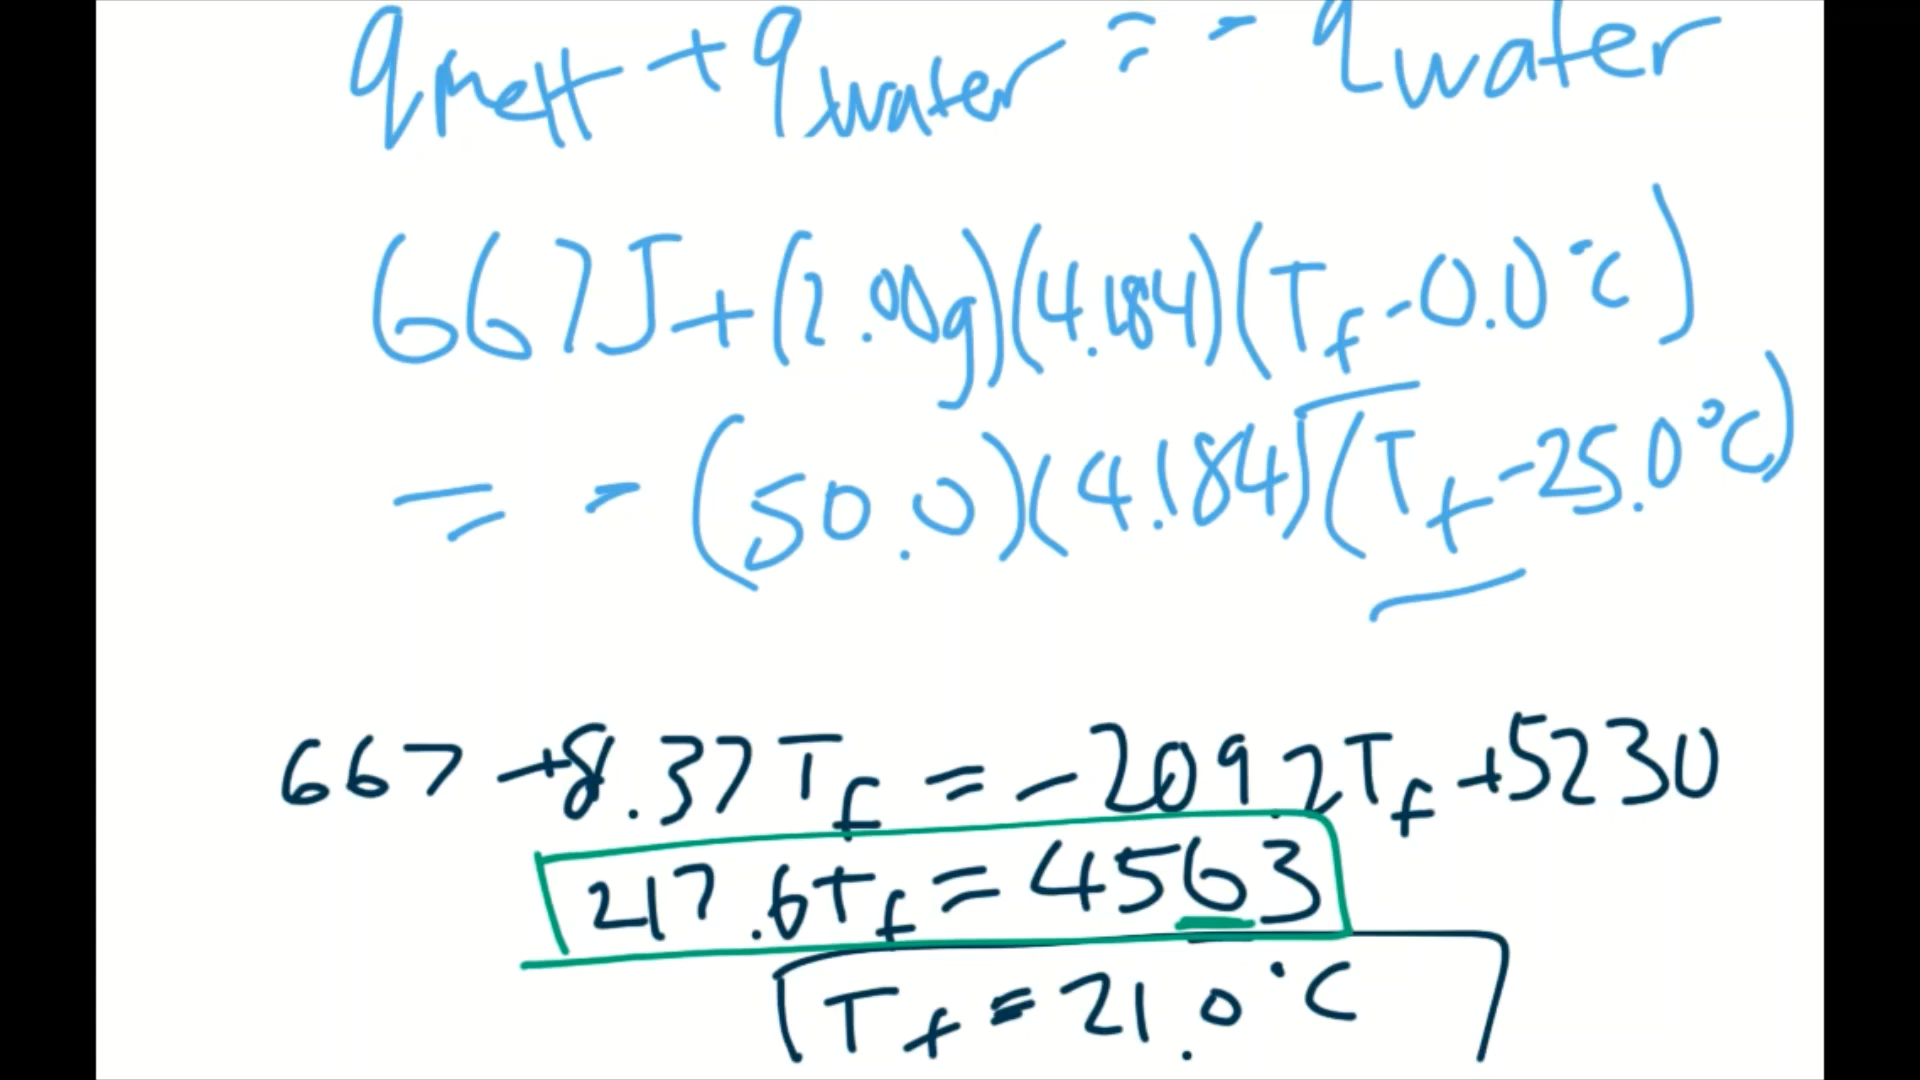 qmelt + qwater = - qwater
667J + (2.00g)(4.184)(Tf - 0.0°C)
= - (50.0)(4.184)(Tf - 25.0°C)
667 + 8.37Tf = -209.2Tf + 5230
217.6Tf = 4563
Tf = 21.0°C